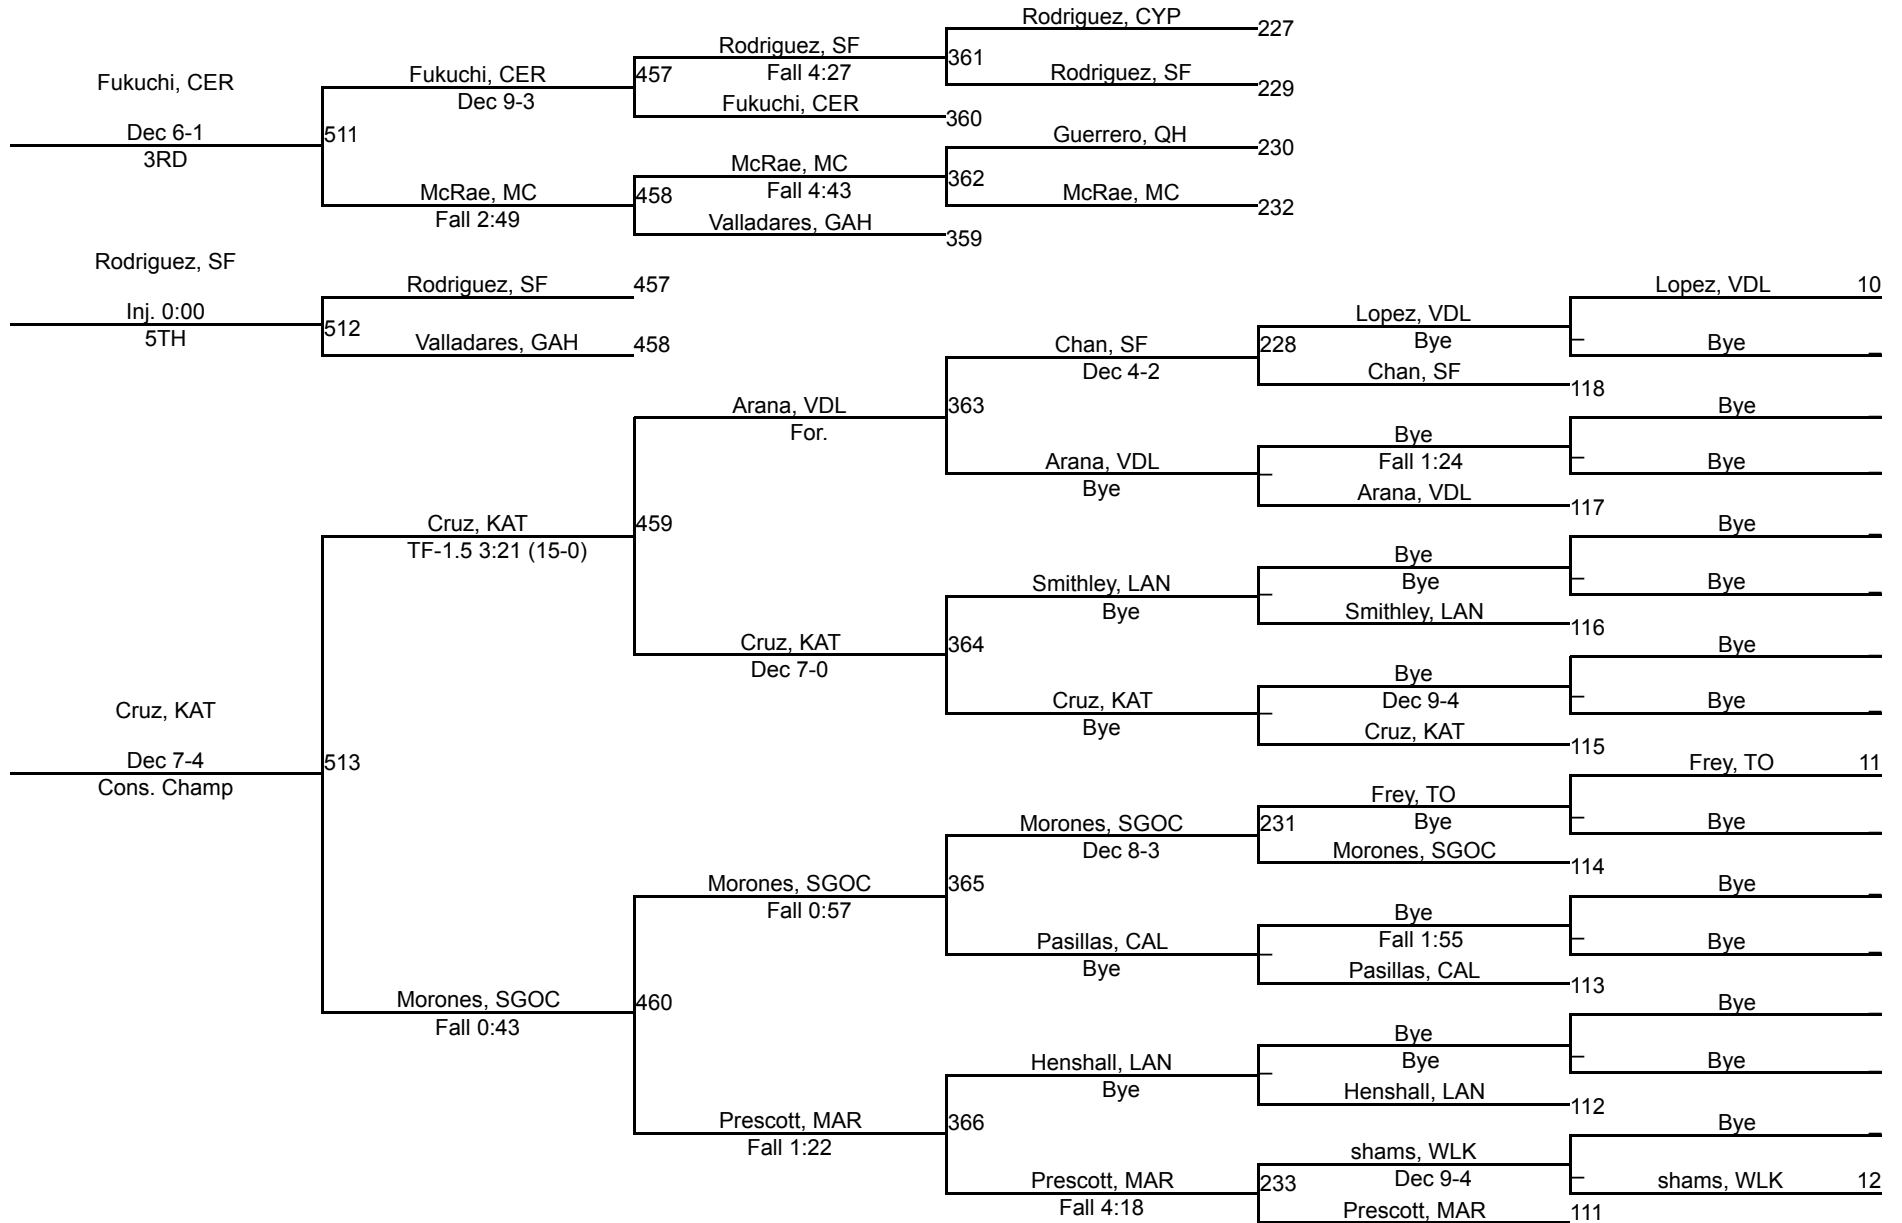 Rodriguez, CYP
227
Rodriguez, SF
361
Fall 4:27
Rodriguez, SF
229
Fukuchi, CER
Fukuchi, CER
457
Dec 9-3
Fukuchi, CER
360
Dec 6-1
511
3RD
Guerrero, QH
230
McRae, MC
362
Fall 4:43
McRae, MC
232
McRae, MC
458
Fall 2:49
Valladares, GAH
359
Rodriguez, SF
Rodriguez, SF
457
Inj. 0:00
512
5TH
Valladares, GAH
458
Lopez, VDL
10
Lopez, VDL
Bye
Bye
Chan, SF
228
Dec 4-2
Chan, SF
118
Arana, VDL
363
For.
Bye
Bye
Fall 1:24
Bye
Arana, VDL
Bye
Arana, VDL
117
Cruz, KAT
459
TF-1.5 3:21 (15-0)
Bye
Bye
Bye
Bye
Smithley, LAN
Bye
Smithley, LAN
116
Cruz, KAT
364
Dec 7-0
Bye
Bye
Dec 9-4
Bye
Cruz, KAT
Bye
Cruz, KAT
115
Cruz, KAT
Dec 7-4
513
Cons. Champ
Frey, TO
11
Frey, TO
Bye
Bye
Morones, SGOC
231
Dec 8-3
Morones, SGOC
114
Morones, SGOC
365
Fall 0:57
Bye
Bye
Fall 1:55
Bye
Pasillas, CAL
Bye
Pasillas, CAL
113
Morones, SGOC
460
Fall 0:43
Bye
Bye
Bye
Bye
Henshall, LAN
Bye
Henshall, LAN
112
Prescott, MAR
366
Fall 1:22
Bye
shams, WLK
Dec 9-4
shams, WLK
12
Prescott, MAR
233
Fall 4:18
Prescott, MAR
111